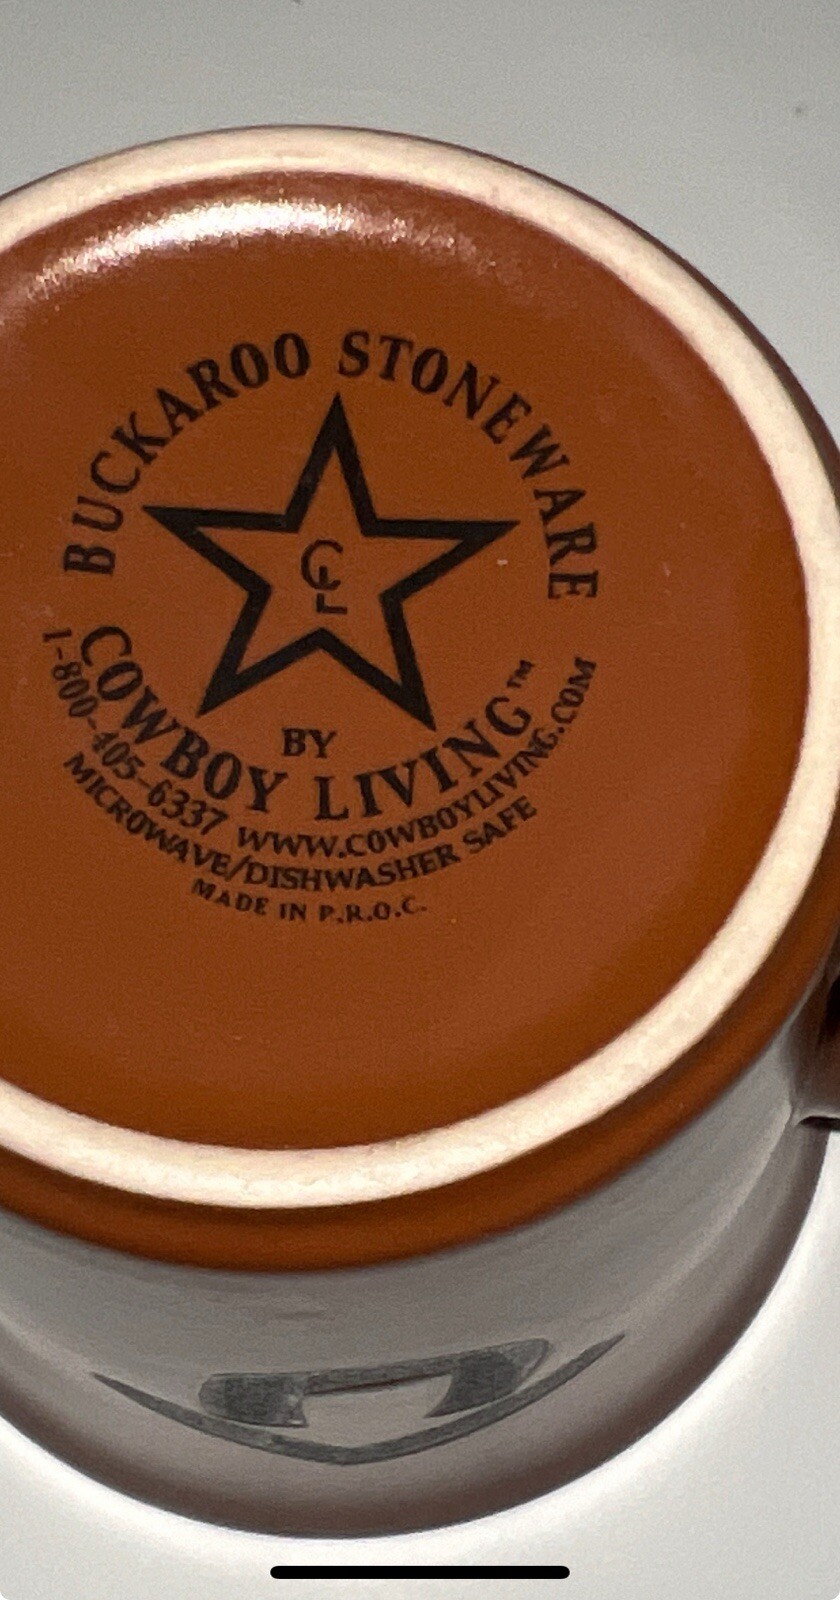 BUCKAROO STONEWARE
CL
BY
COWBOY LIVING™
1-800-405-6337 WWW.COWBOYLIVING.COM
MICROWAVE/DISHWASHER SAFE
MADE IN P.R.O.C.